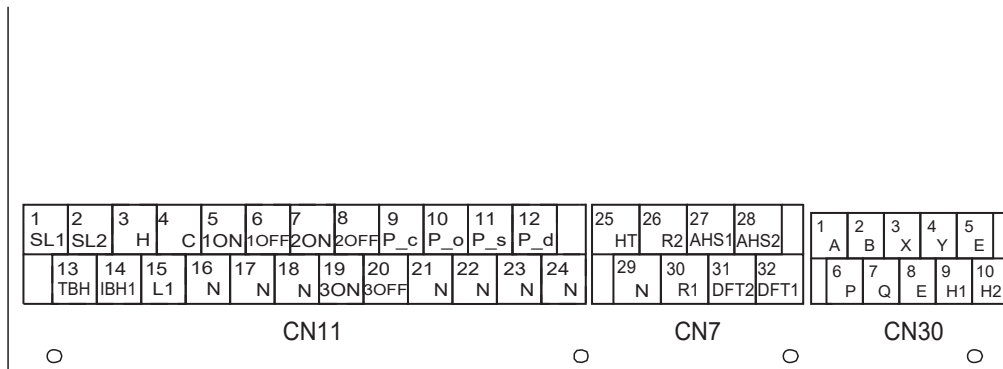 1 2 3 4 5 6 7 8 9 10 11 12
SL1 SL2 H C 1ON 1OFF 2ON 2OFF P_c P_o P_s P_d
13 14 15 16 17 18 19 20 21 22 23 24
TBH IBH1 L1 N N N 3ON 3OFF N N N N
CN11
25 26 27 28
HT R2 AHS1 AHS2
29 30 31 32
N R1 DFT2 DFT1
CN7
1 2 3 4 5
A B X Y E
6 7 8 9 10
P Q E H1 H2
CN30